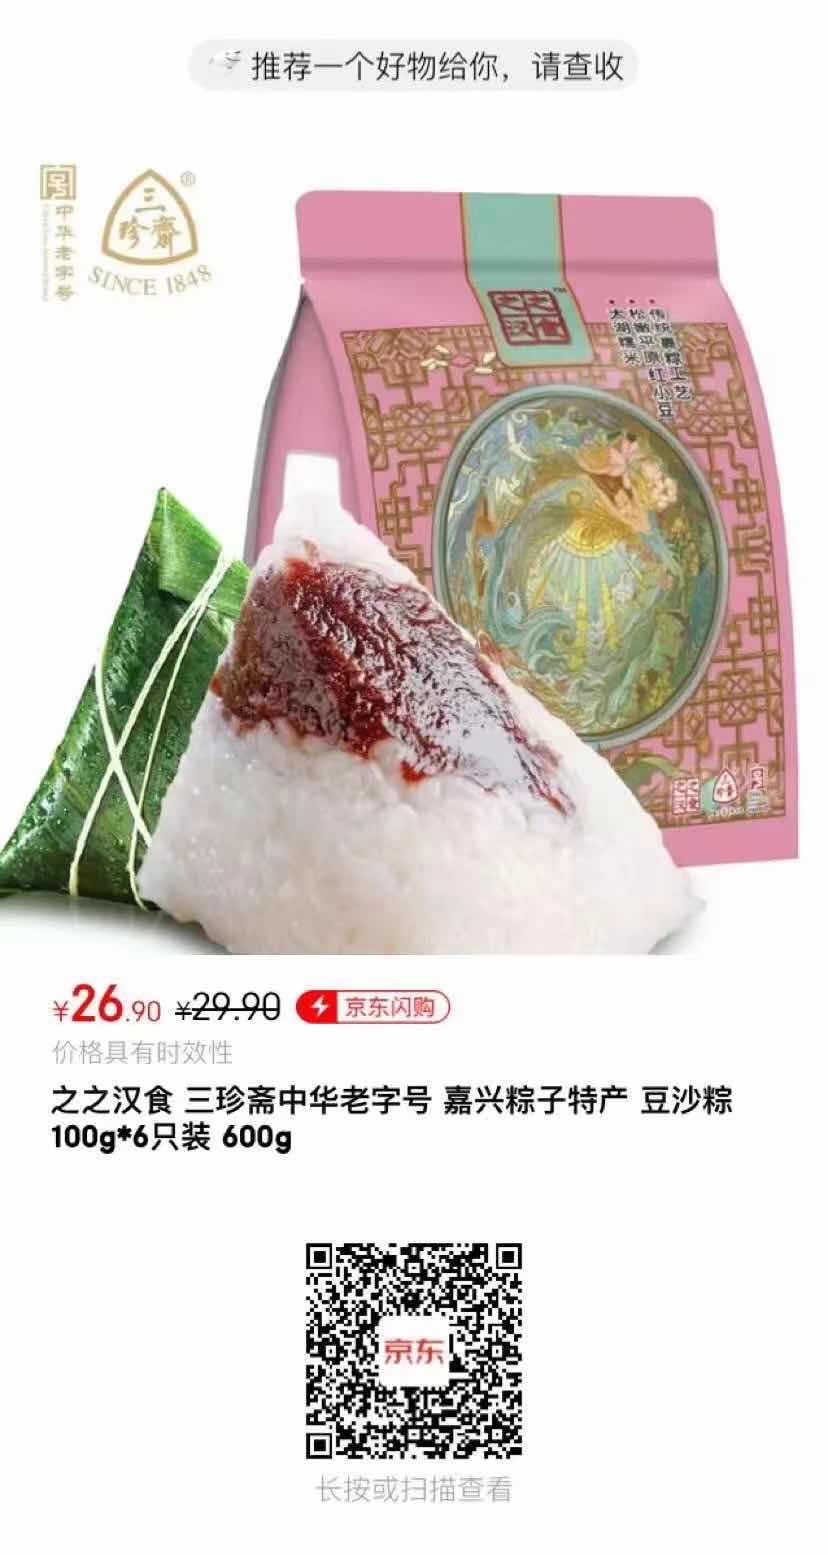 推荐一个好物给你，请查收
中华老字号
三珍斋®
SINCE 1848
之之汉食
传统裹粽工艺
松嫩平原红小豆
太湖糯米
¥26.90 ¥29.90 京东闪购
价格具有时效性
之之汉食 三珍斋中华老字号 嘉兴粽子特产 豆沙粽
100g*6只装 600g
京东
长按或扫描查看